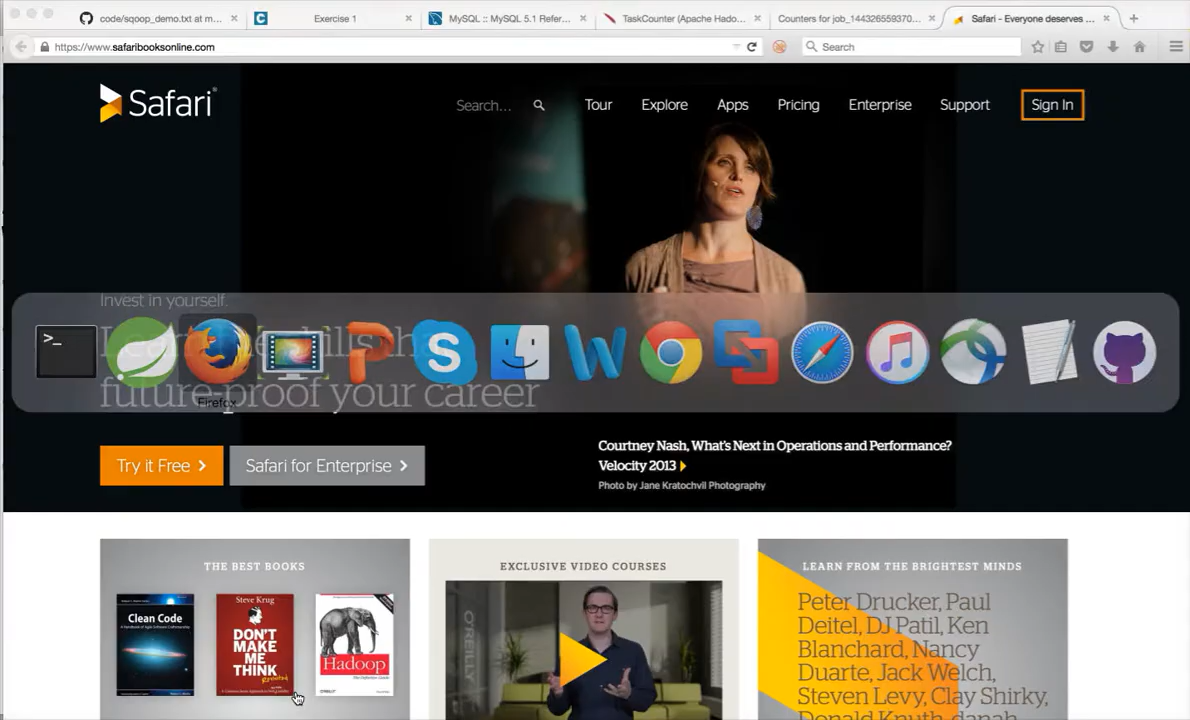 code/sqoop_demo.txt at m...
Exercise 1
MySQL :: MySQL 5.1 Refer...
TaskCounter (Apache Hado...
Counters for job_144326559370...
Safari - Everyone deserves ...
https://www.safaribooksonline.com
Search
Safari
Search...
Tour
Explore
Apps
Pricing
Enterprise
Support
Sign In
Invest in yourself.
future-proof your career
Firefox
Try it Free
Safari for Enterprise
Courtney Nash, What's Next in Operations and Performance?
Velocity 2013
Photo by Jane Kratochvil Photography
THE BEST BOOKS
Clean Code
Steve Krug
DON'T
MAKE
ME
THINK
Revisited
Hadoop
EXCLUSIVE VIDEO COURSES
O'REILLY
LEARN FROM THE BRIGHTEST MINDS
Peter Drucker, Paul
Deitel, DJ Patil, Ken
Blanchard, Nancy
Duarte, Jack Welch,
Steven Levy, Clay Shirky,
Donald Knuth, danah